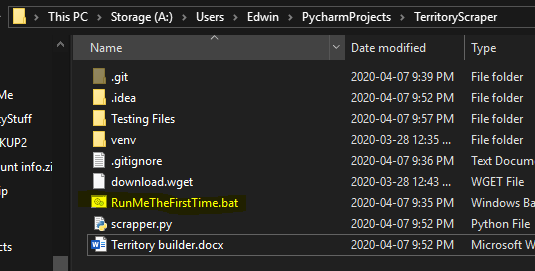 This PC > Storage (A:) > Users > Edwin > PycharmProjects > TerritoryScraper
Name Date modified Type
.git 2020-04-07 9:39 PM File folder
Me .idea 2020-04-07 9:52 PM File folder
yStuff Testing Files 2020-04-07 9:57 PM File folder
KUP2 venv 2020-03-28 12:35 ... File folder
unt info.zi .gitignore 2020-04-07 9:36 PM Text Docume
ip download.wget 2020-03-28 12:43 ... WGET File
RunMeTheFirstTime.bat 2020-04-07 9:35 PM Windows Ba
scrapper.py 2020-04-07 9:52 PM Python File
cts Territory builder.docx 2020-04-07 9:52 PM Microsoft W